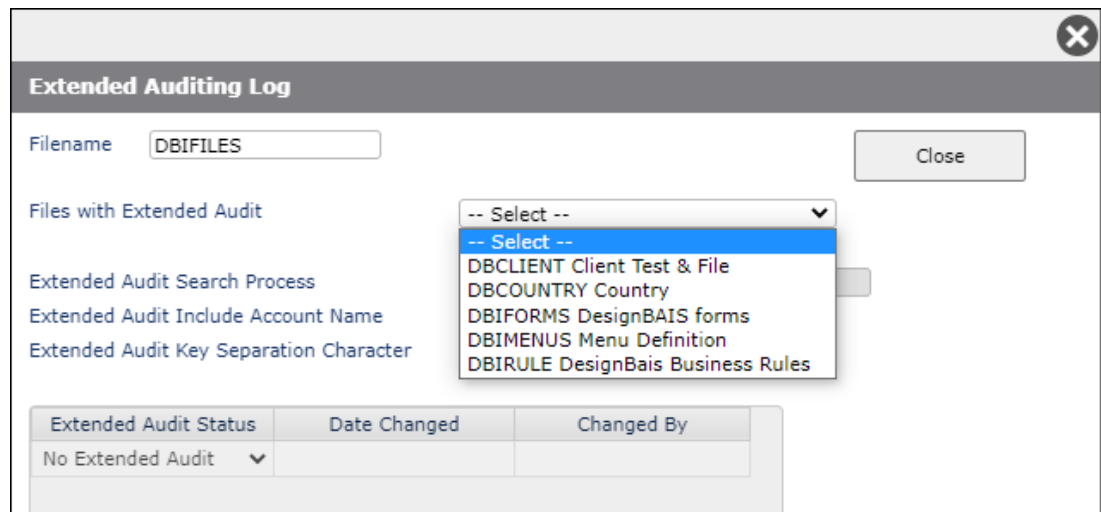 Extended Auditing Log
Filename DBIFILES
Close
Files with Extended Audit -- Select --
-- Select --
DBCLIENT Client Test & File
DBCOUNTRY Country
DBIFORMS DesignBAIS forms
DBIMENUS Menu Definition
DBIRULE DesignBais Business Rules
Extended Audit Search Process
Extended Audit Include Account Name
Extended Audit Key Separation Character
Extended Audit Status Date Changed Changed By
No Extended Audit